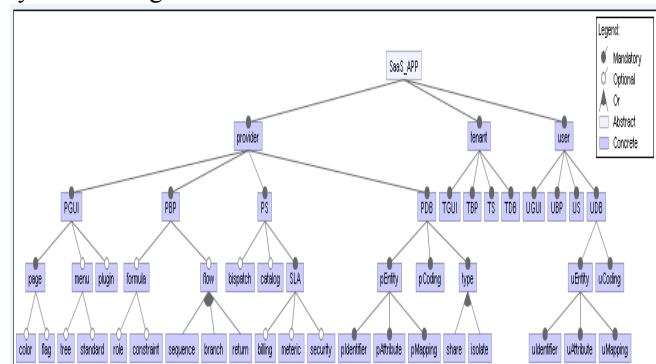 Legend:
Mandatory
Optional
Or
Abstract
Concrete
SaaS_APP
provider tenant user
PGUI PBP PS PDB TGUI TBP TS TDB UGUI UBP US UDB
page menu plugin formula flow bispatch catalog SLA pEntity pCoding type uEntity uCoding
color flag tree standard role constraint sequence branch return billing meteric security pIdentifier pAttribute pMapping share isolate uIdentifier uAttribute uMapping